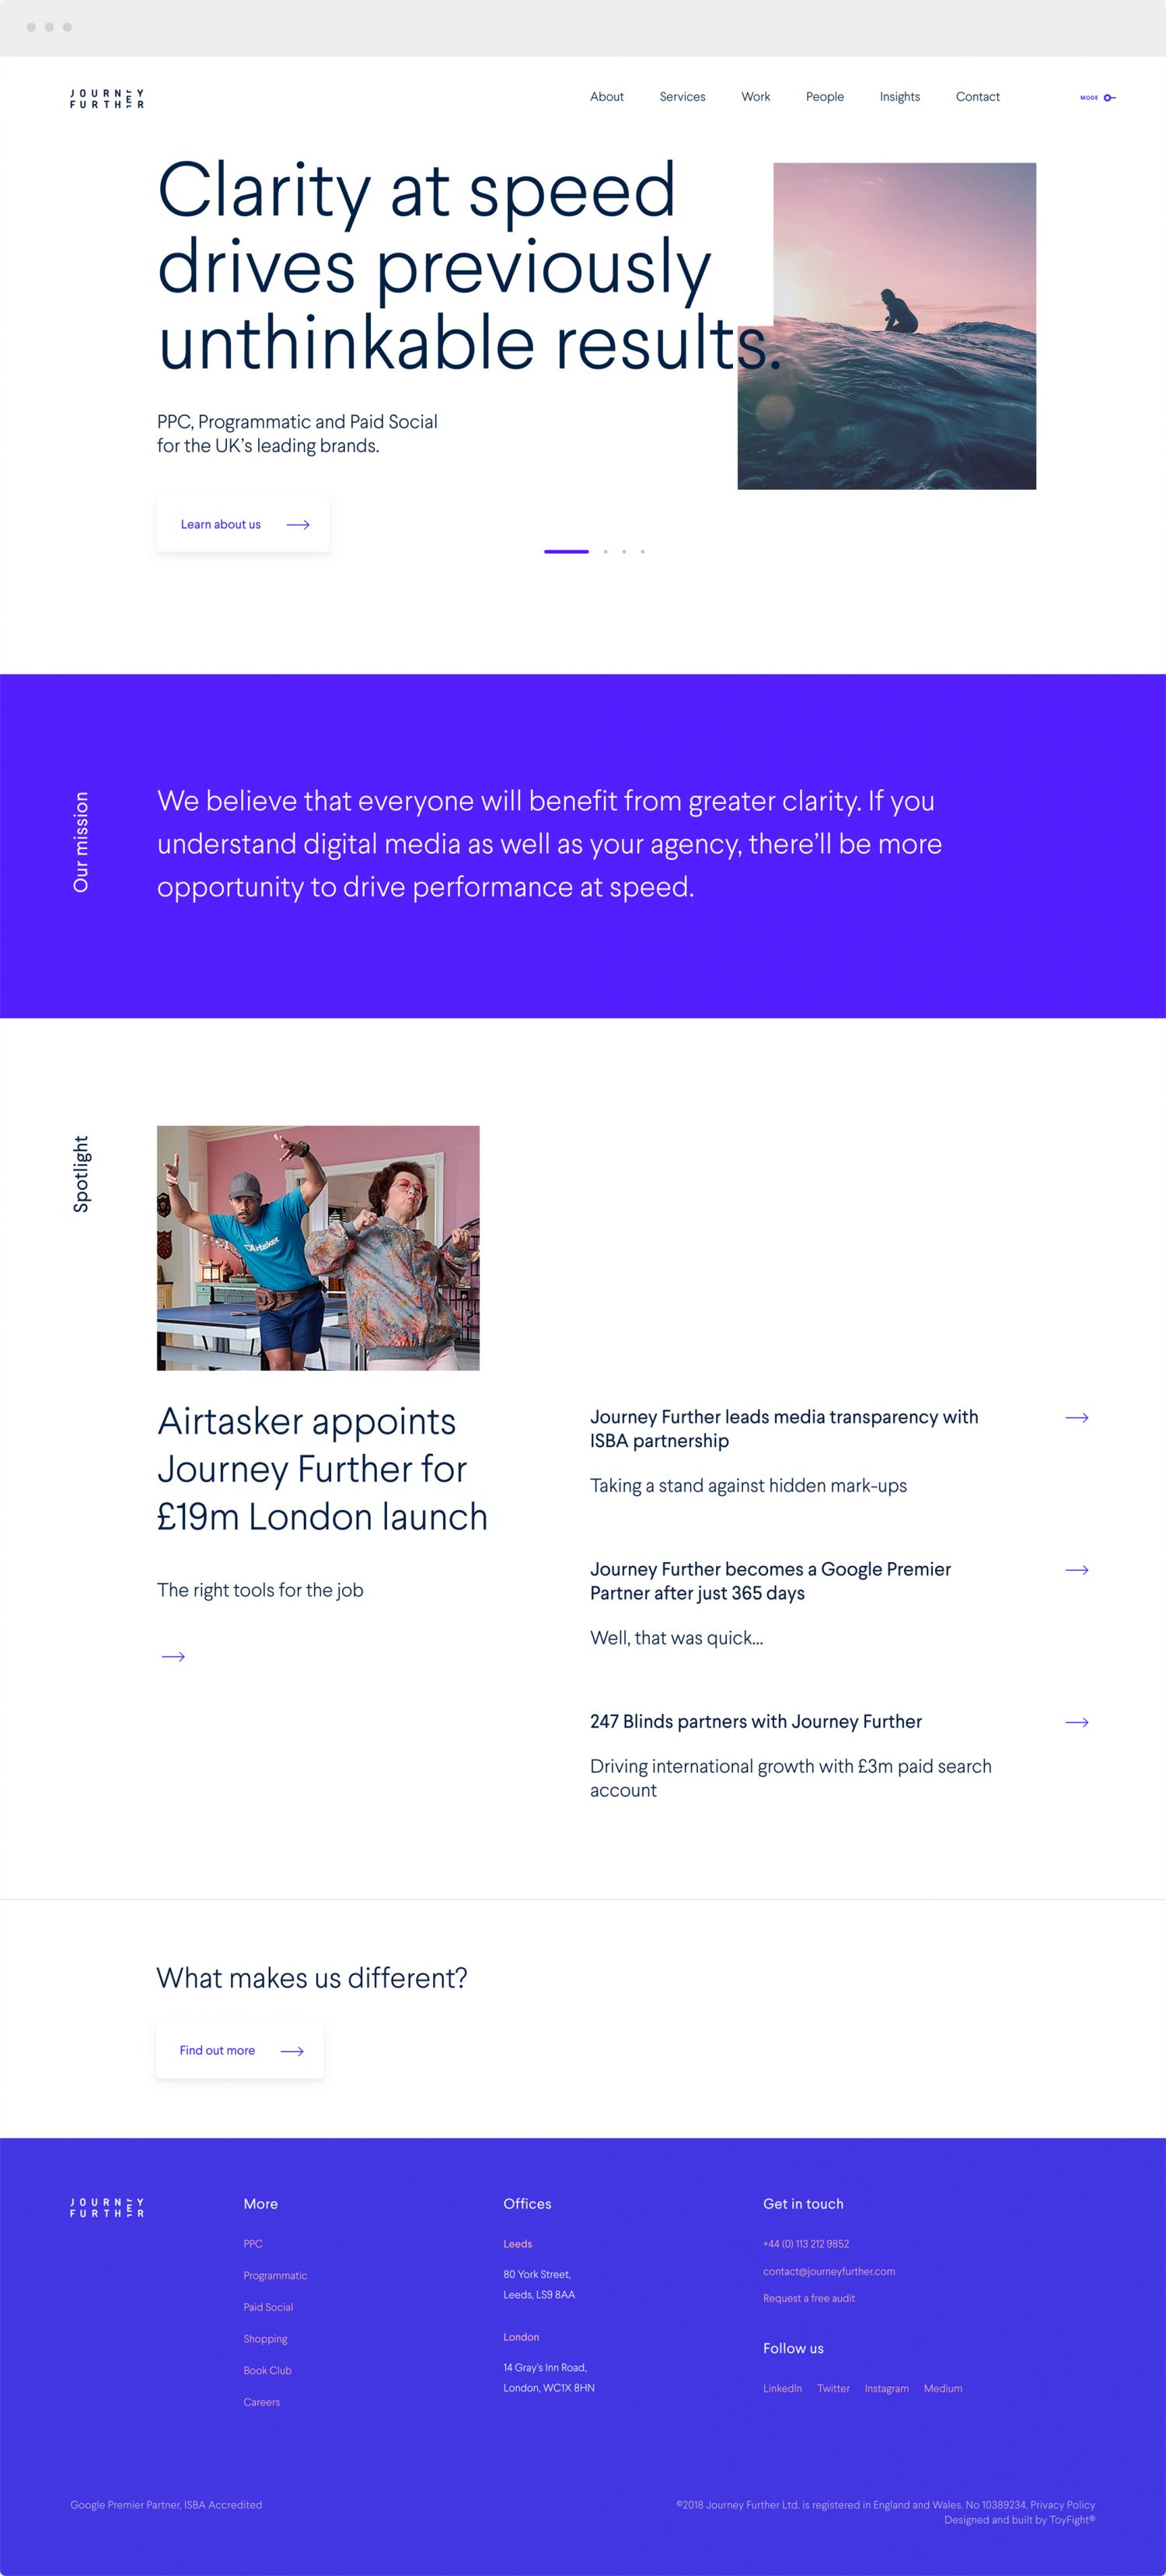 JOURNEY
FURTHER
About
Services
Work
People
Insights
Contact
MODE
Clarity at speed
drives previously
unthinkable results.
PPC, Programmatic and Paid Social
for the UK’s leading brands.
Learn about us
Our mission
We believe that everyone will benefit from greater clarity. If you
understand digital media as well as your agency, there’ll be more
opportunity to drive performance at speed.
Spotlight
Airtasker
Airtasker appoints
Journey Further for
£19m London launch
The right tools for the job
Journey Further leads media transparency with
ISBA partnership
Taking a stand against hidden mark-ups
Journey Further becomes a Google Premier
Partner after just 365 days
Well, that was quick...
247 Blinds partners with Journey Further
Driving international growth with £3m paid search
account
What makes us different?
Find out more
JOURNEY
FURTHER
More
PPC
Programmatic
Paid Social
Shopping
Book Club
Careers
Offices
Leeds
80 York Street,
Leeds, LS9 8AA
London
14 Gray’s Inn Road,
London, WC1X 8HN
Get in touch
+44 (0) 113 212 9852
contact@journeyfurther.com
Request a free audit
Follow us
LinkedIn
Twitter
Instagram
Medium
Google Premier Partner, ISBA Accredited
©2018 Journey Further Ltd. is registered in England and Wales. No 10389234, Privacy Policy
Designed and built by ToyFight®